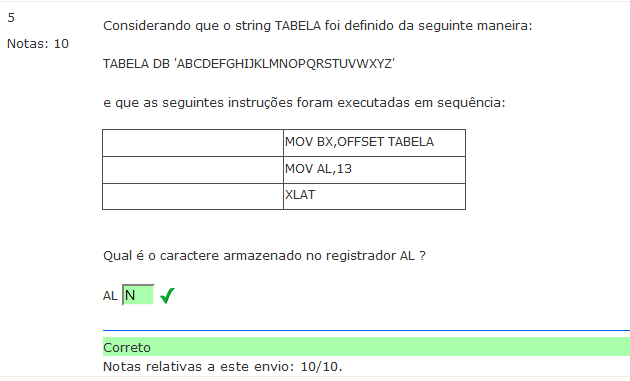 5
Notas: 10
Considerando que o string TABELA foi definido da seguinte maneira:
TABELA DB 'ABCDEFGHIJKLMNOPQRSTUVWXYZ'
e que as seguintes instruções foram executadas em sequência:
MOV BX,OFFSET TABELA
MOV AL,13
XLAT
Qual é o caractere armazenado no registrador AL ?
AL N
Correto
Notas relativas a este envio: 10/10.